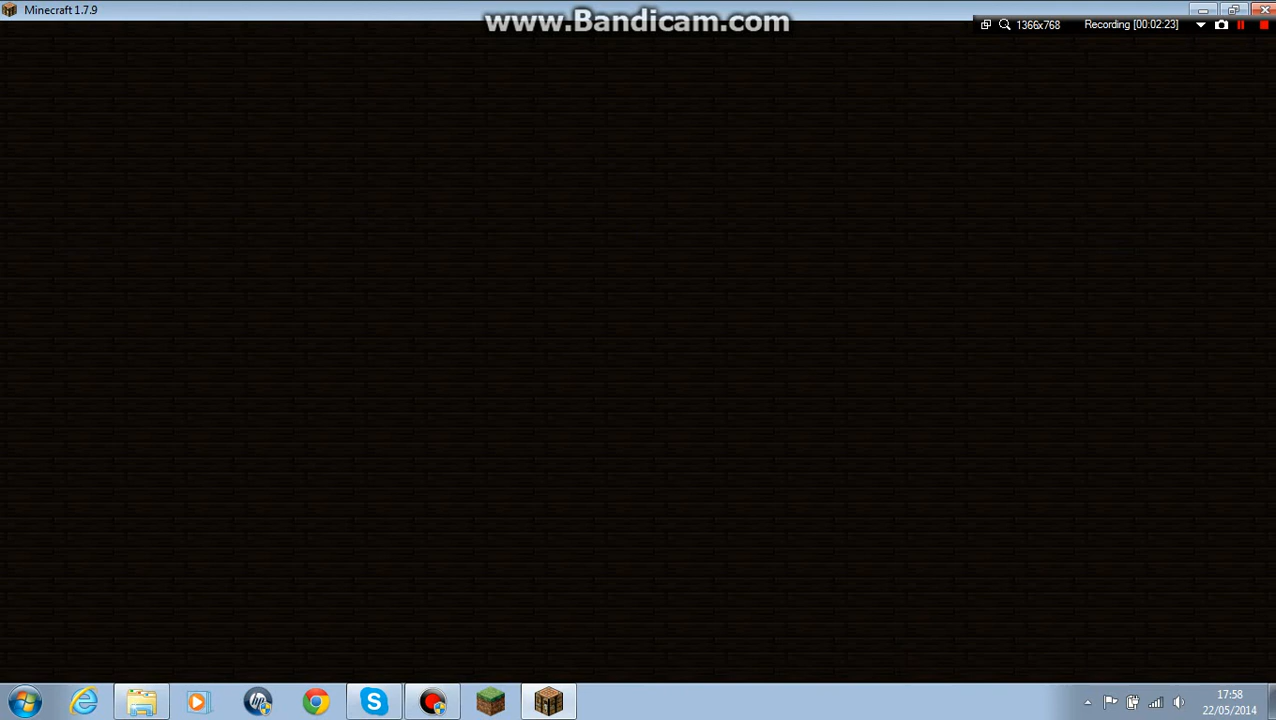 Minecraft 1.7.9
www.Bandicam.com
1366x768 Recording [00:02:23]
17:58
22/05/2014